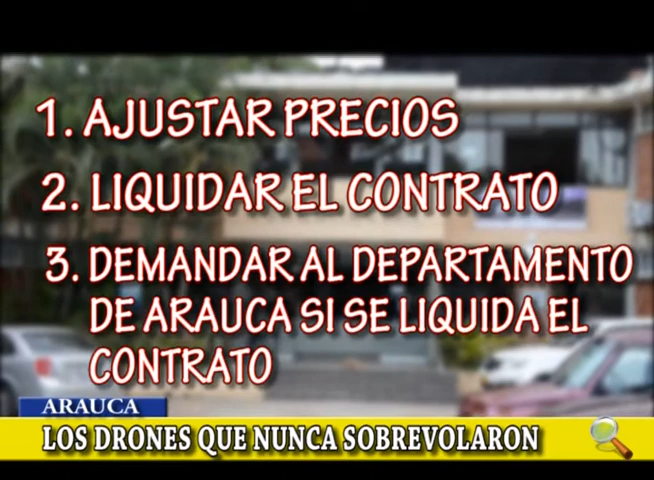 1. AJUSTAR PRECIOS
2. LIQUIDAR EL CONTRATO
3. DEMANDAR AL DEPARTAMENTO
DE ARAUCA SI SE LIQUIDA EL
CONTRATO
ARAUCA
LOS DRONES QUE NUNCA SOBREVOLARON